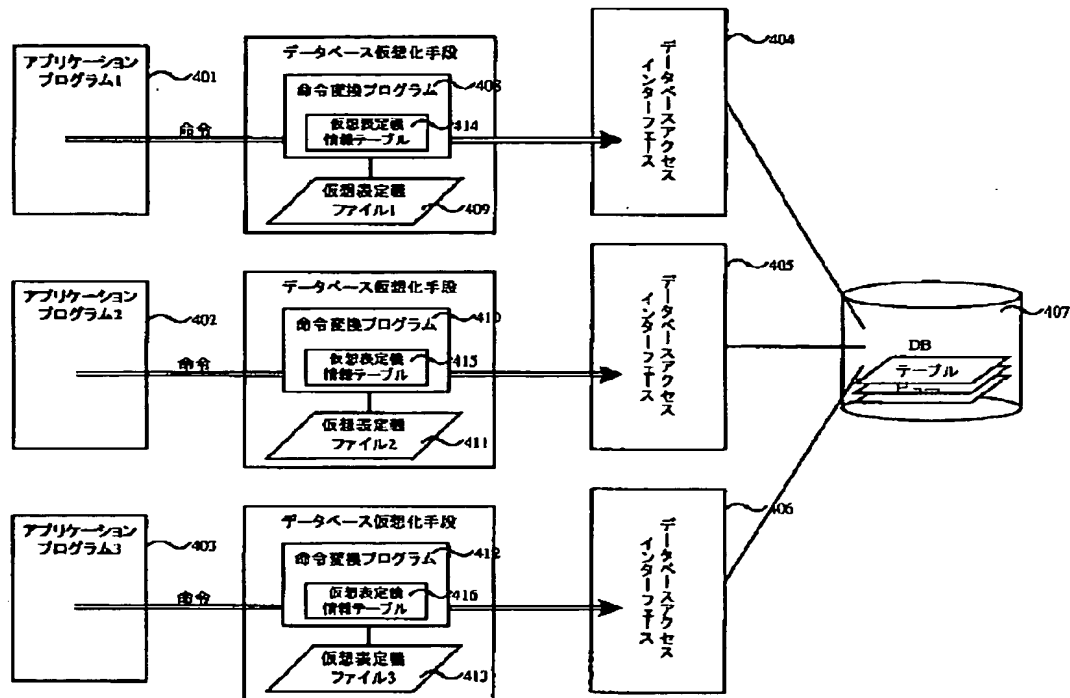 アプリケーション
プログラム1
401
命令
データベース仮想化手段
命令変換プログラム
408
仮想表定義
情報テーブル
414
仮想表定義
ファイル1
409
データベースアクセス
インターフェース
404
アプリケーション
プログラム2
402
命令
データベース仮想化手段
命令変換プログラム
410
仮想表定義
情報テーブル
415
仮想表定義
ファイル2
411
データベースアクセス
インターフェース
405
アプリケーション
プログラム3
403
命令
データベース仮想化手段
命令変換プログラム
412
仮想表定義
情報テーブル
416
仮想表定義
ファイル3
413
データベースアクセス
インターフェース
406
407
DB
テーブル
ビュー